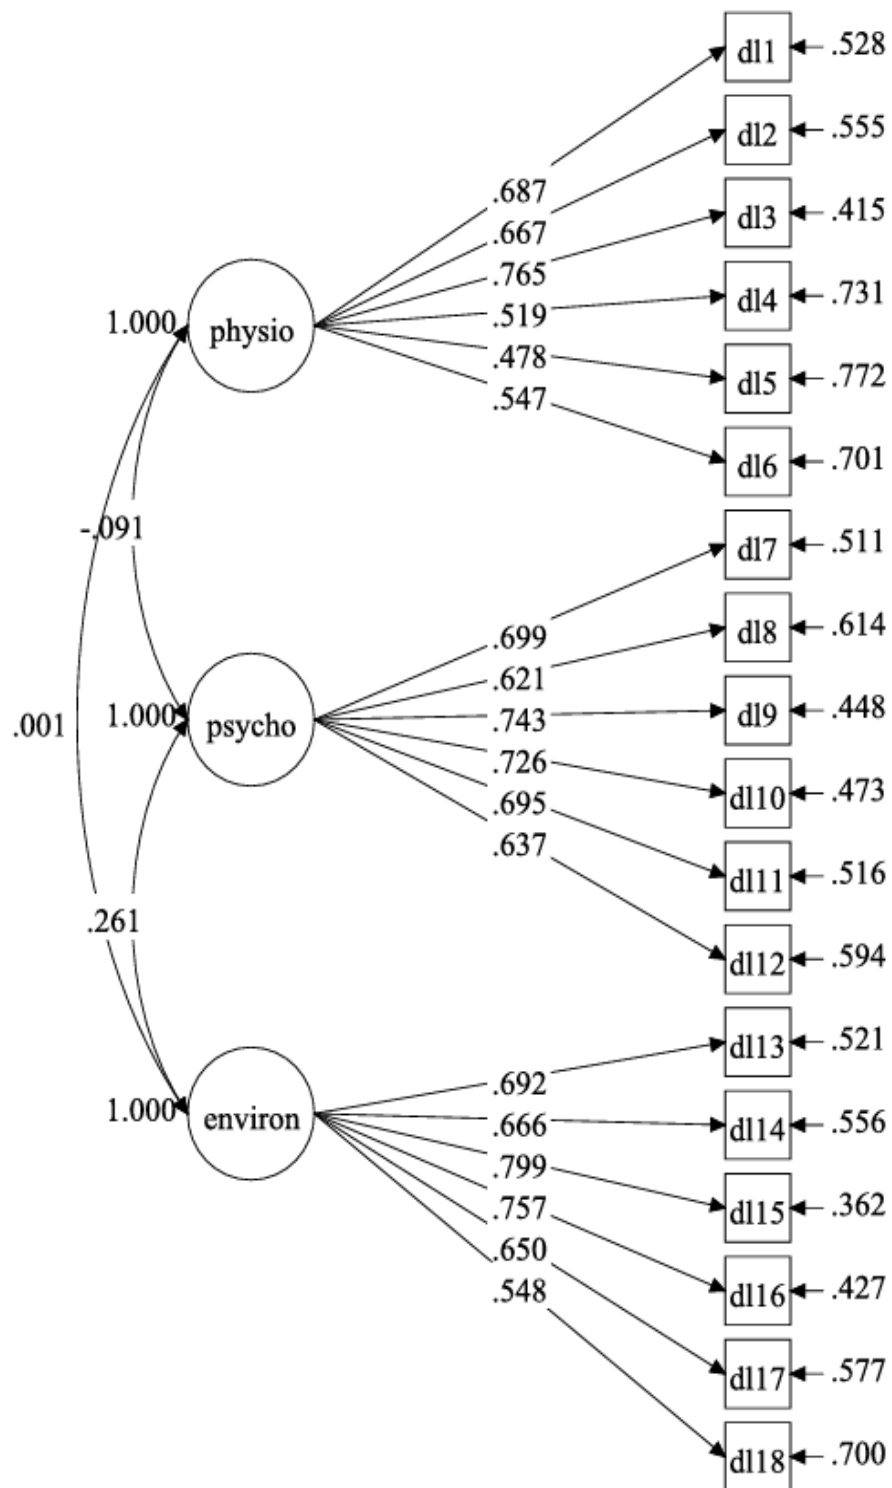 dl1 .528
dl2 .555
.687
dl3 .415
.667
.765
dl4 .731
.519
1.000 physio
.478
dl5 .772
.547
dl6 .701
-.091
dl7 .511
dl8 .614
.699
.621
dl9 .448
.001 1.000 psycho .743
.726
dl10 .473
.695
.637
dl11 .516
.261
dl12 .594
dl13 .521
.692
1.000 environ .666 dl14 .556
.799
dl15 .362
.757
.650
dl16 .427
.548
dl17 .577
dl18 .700